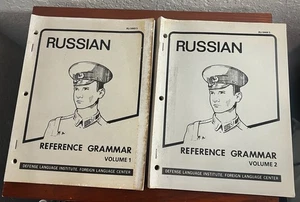 RUSSIAN
REFERENCE GRAMMAR
VOLUME 1
DEFENSE LANGUAGE INSTITUTE, FOREIGN LANGUAGE CENTER
RUSSIAN
REFERENCE GRAMMAR
VOLUME 2
DEFENSE LANGUAGE INSTITUTE, FOREIGN LANGUAGE CENTER